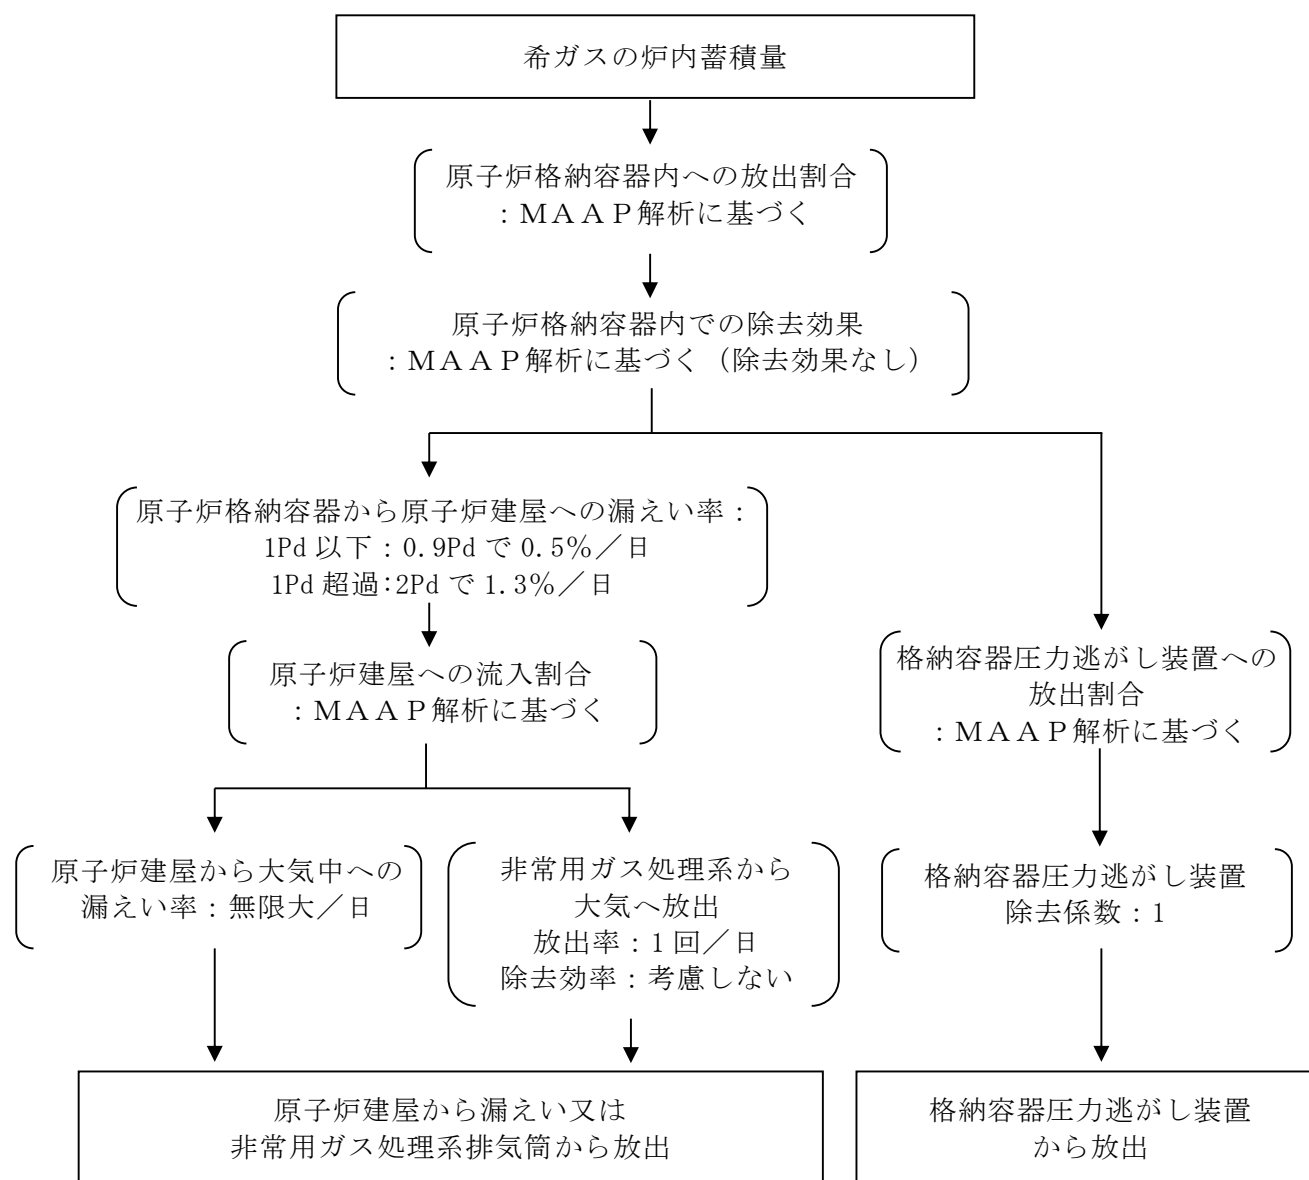 希ガスの炉内蓄積量
原子炉格納容器内への放出割合
：ＭＡＡＰ解析に基づく
原子炉格納容器内での除去効果
：ＭＡＡＰ解析に基づく（除去効果なし）
原子炉格納容器から原子炉建屋への漏えい率：
1Pd 以下：0.9Pd で 0.5％／日
1Pd 超過:2Pd で 1.3％／日
原子炉建屋への流入割合
：ＭＡＡＰ解析に基づく
格納容器圧力逃がし装置への
放出割合
：ＭＡＡＰ解析に基づく
原子炉建屋から大気中への
漏えい率：無限大／日
非常用ガス処理系から
大気へ放出
放出率：1 回／日
除去効率：考慮しない
格納容器圧力逃がし装置
除去係数：1
原子炉建屋から漏えい又は
非常用ガス処理系排気筒から放出
格納容器圧力逃がし装置
から放出